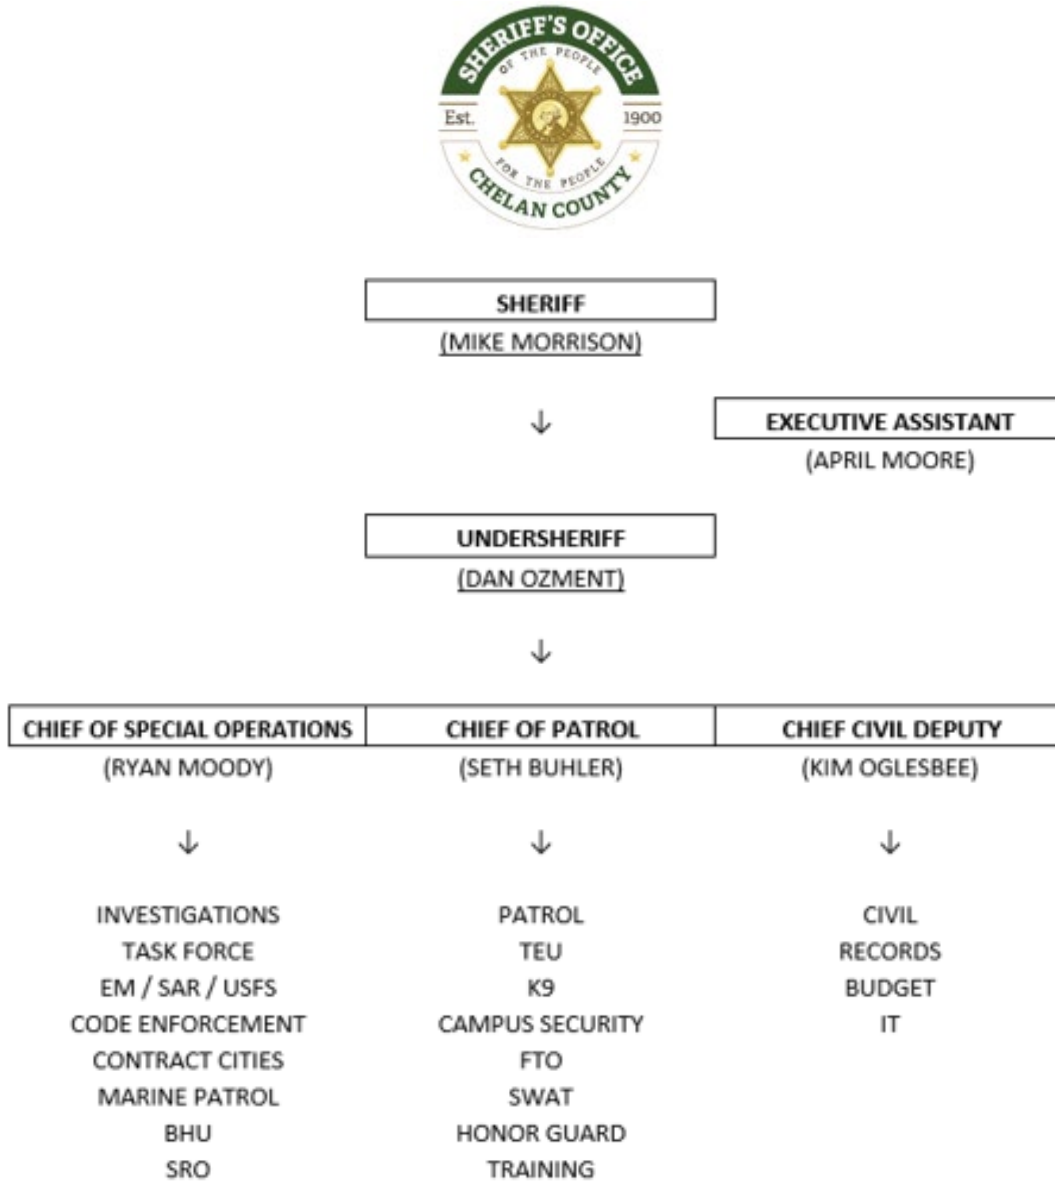 SHERIFF'S OFFICE
OF THE PEOPLE
Est. 1900
FOR THE PEOPLE
CHELAN COUNTY
SHERIFF
(MIKE MORRISON)
↓
EXECUTIVE ASSISTANT
(APRIL MOORE)
UNDERSHERIFF
(DAN OZMENT)
↓
CHIEF OF SPECIAL OPERATIONS CHIEF OF PATROL CHIEF CIVIL DEPUTY
(RYAN MOODY) (SETH BUHLER) (KIM OGLESBEE)
↓ ↓ ↓
INVESTIGATIONS PATROL CIVIL
TASK FORCE TEU RECORDS
EM / SAR / USFS K9 BUDGET
CODE ENFORCEMENT CAMPUS SECURITY IT
CONTRACT CITIES FTO
MARINE PATROL SWAT
BHU HONOR GUARD
SRO TRAINING